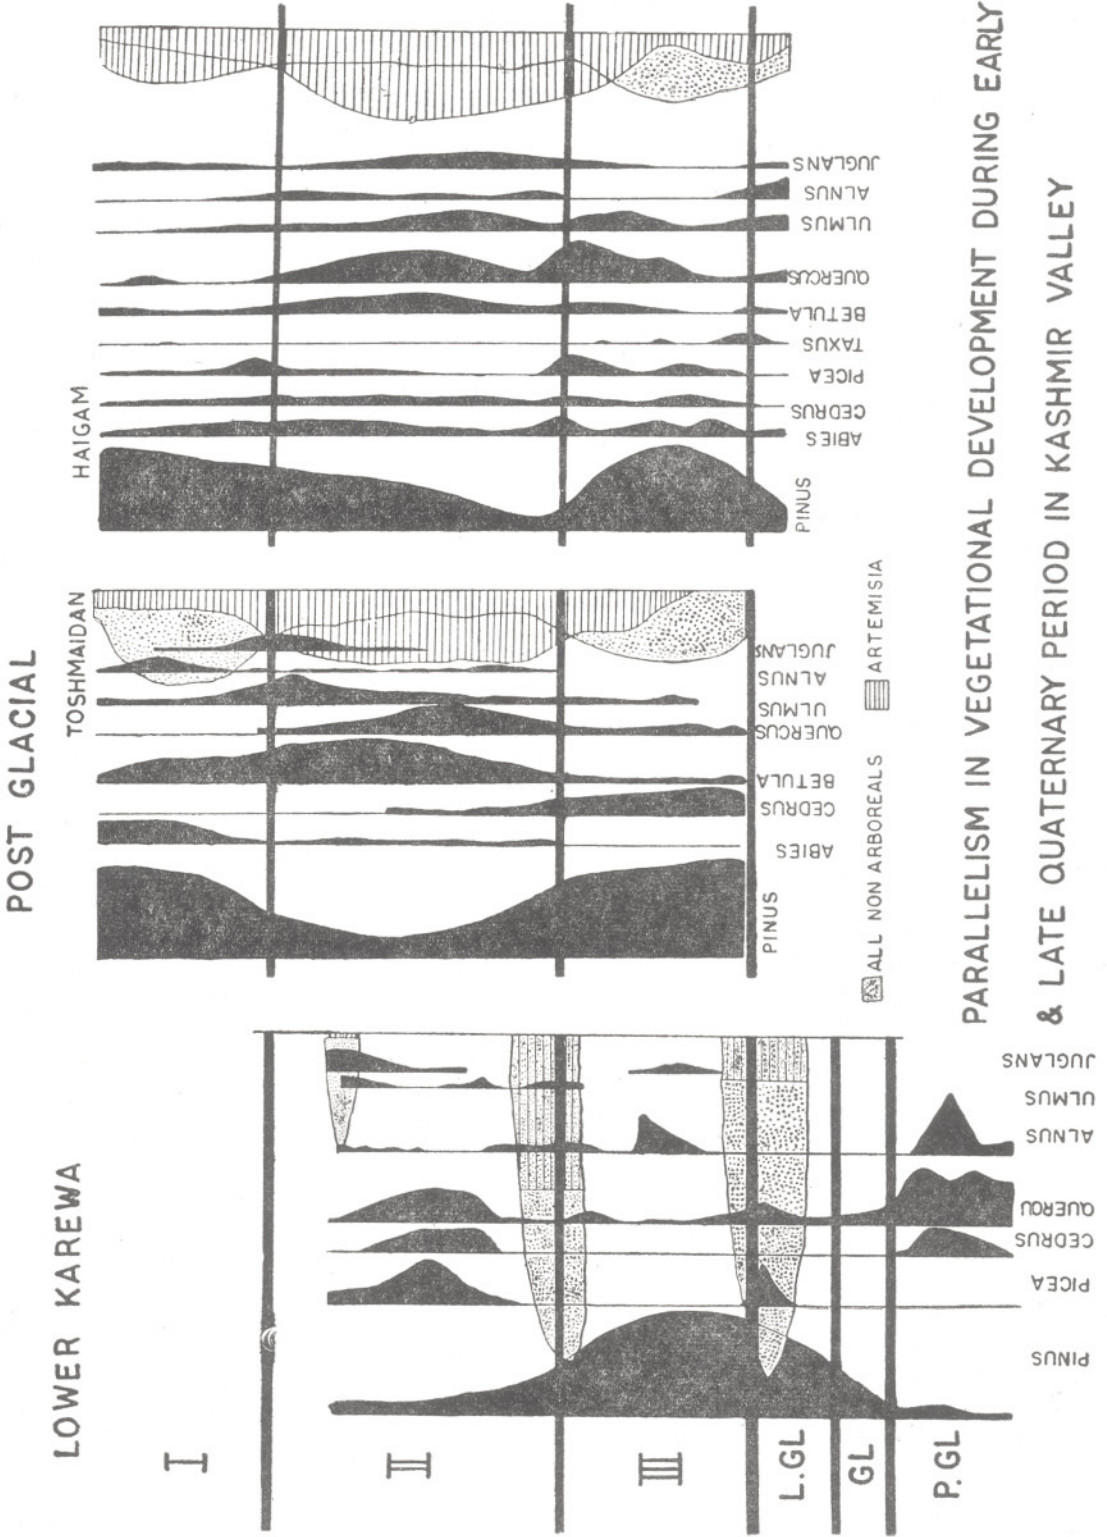 POST GLACIAL
LOWER KAREWA
TOSHMAIDAN
HAIGAM
I
II
III
L.GL
GL
P.GL
PINUS
PICEA
CEDRUS
QUERCU
ALNUS
ULMUS
JUGLANS
PINUS
ABIES
CEDRUS
BETULA
QUERCUS
ULMUS
ALNUS
JUGLANS
PINUS
ABIES
CEDRUS
PICEA
TAXUS
BETULA
QUERCUS
ULMUS
ALNUS
JUGLANS
ALL NON ARBOREALS
ARTEMISIA
PARALLELISM IN VEGETATIONAL DEVELOPMENT DURING EARLY
& LATE QUATERNARY PERIOD IN KASHMIR VALLEY